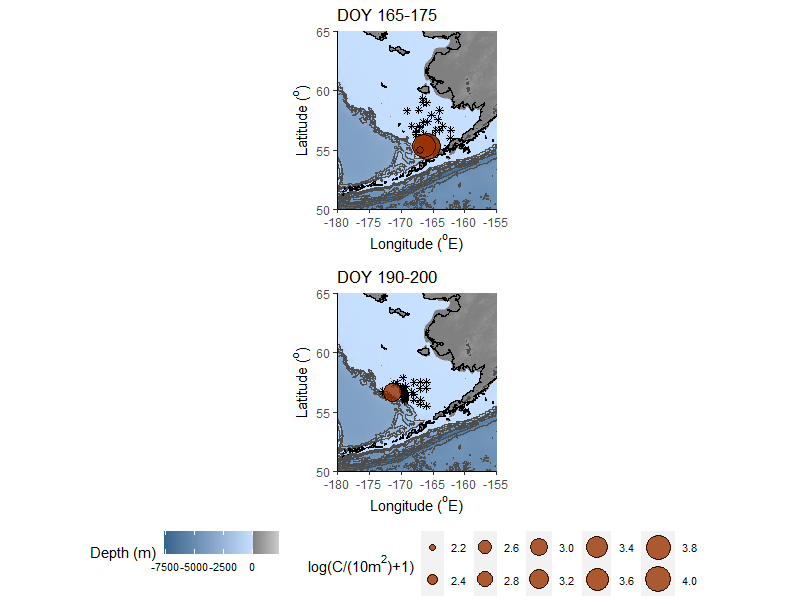 DOY 165-175
65
60
55
50
Latitude (°)
-180 -175 -170 -165 -160 -155
Longitude (°E)
DOY 190-200
65
60
55
50
Latitude (°)
-180 -175 -170 -165 -160 -155
Longitude (°E)
Depth (m)
-7500 -5000 -2500 0
log(C/(10m²)+1)
2.2 2.6 3.0 3.4 3.8
2.4 2.8 3.2 3.6 4.0